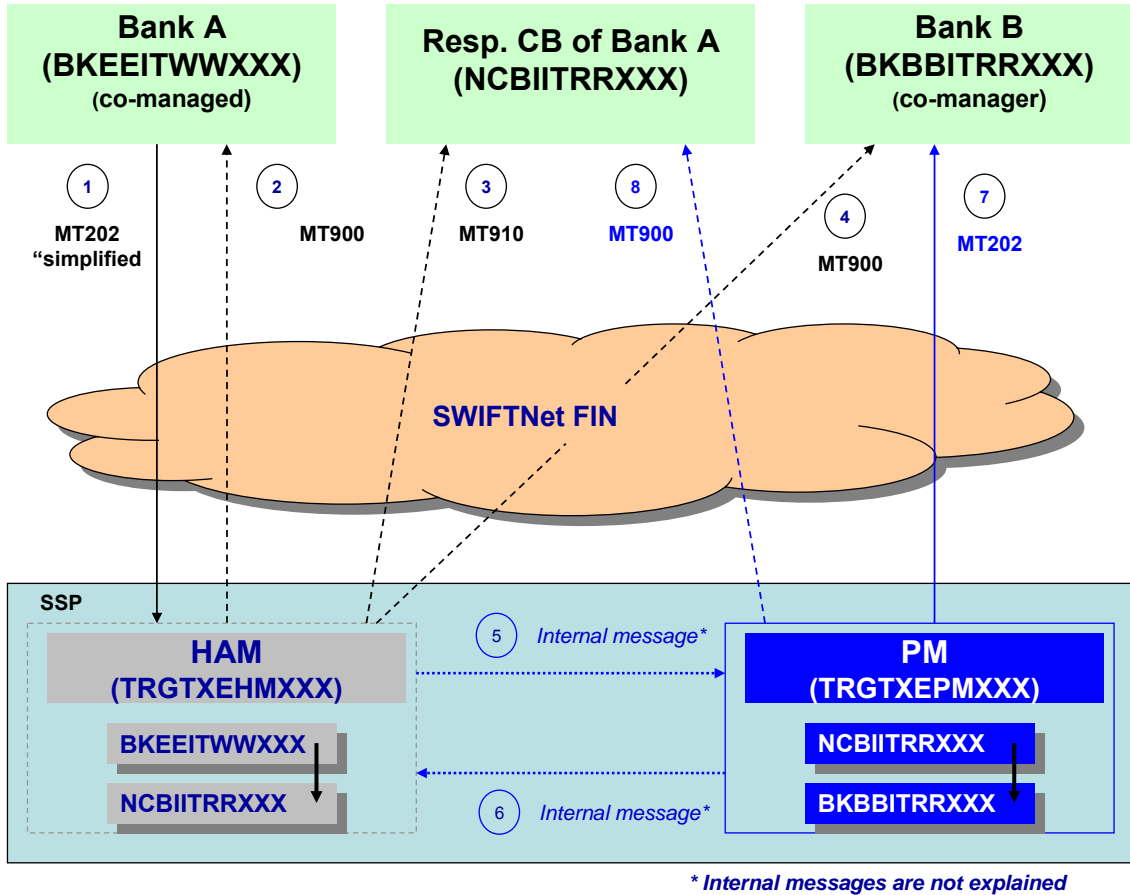 Bank A
(BKEEITWWXXX)
(co-managed)
Resp. CB of Bank A
(NCBIITRRXXX)
Bank B
(BKBBITRRXXX)
(co-manager)
1
MT202
“simplified
2
MT900
3
MT910
8
MT900
4
MT900
7
MT202
SWIFTNet FIN
SSP
HAM
(TRGTXEHMXXX)
BKEEITWWXXX
NCBIITRRXXX
5 Internal message*
6 Internal message*
PM
(TRGTXEPMXXX)
NCBIITRRXXX
BKBBITRRXXX
* Internal messages are not explained